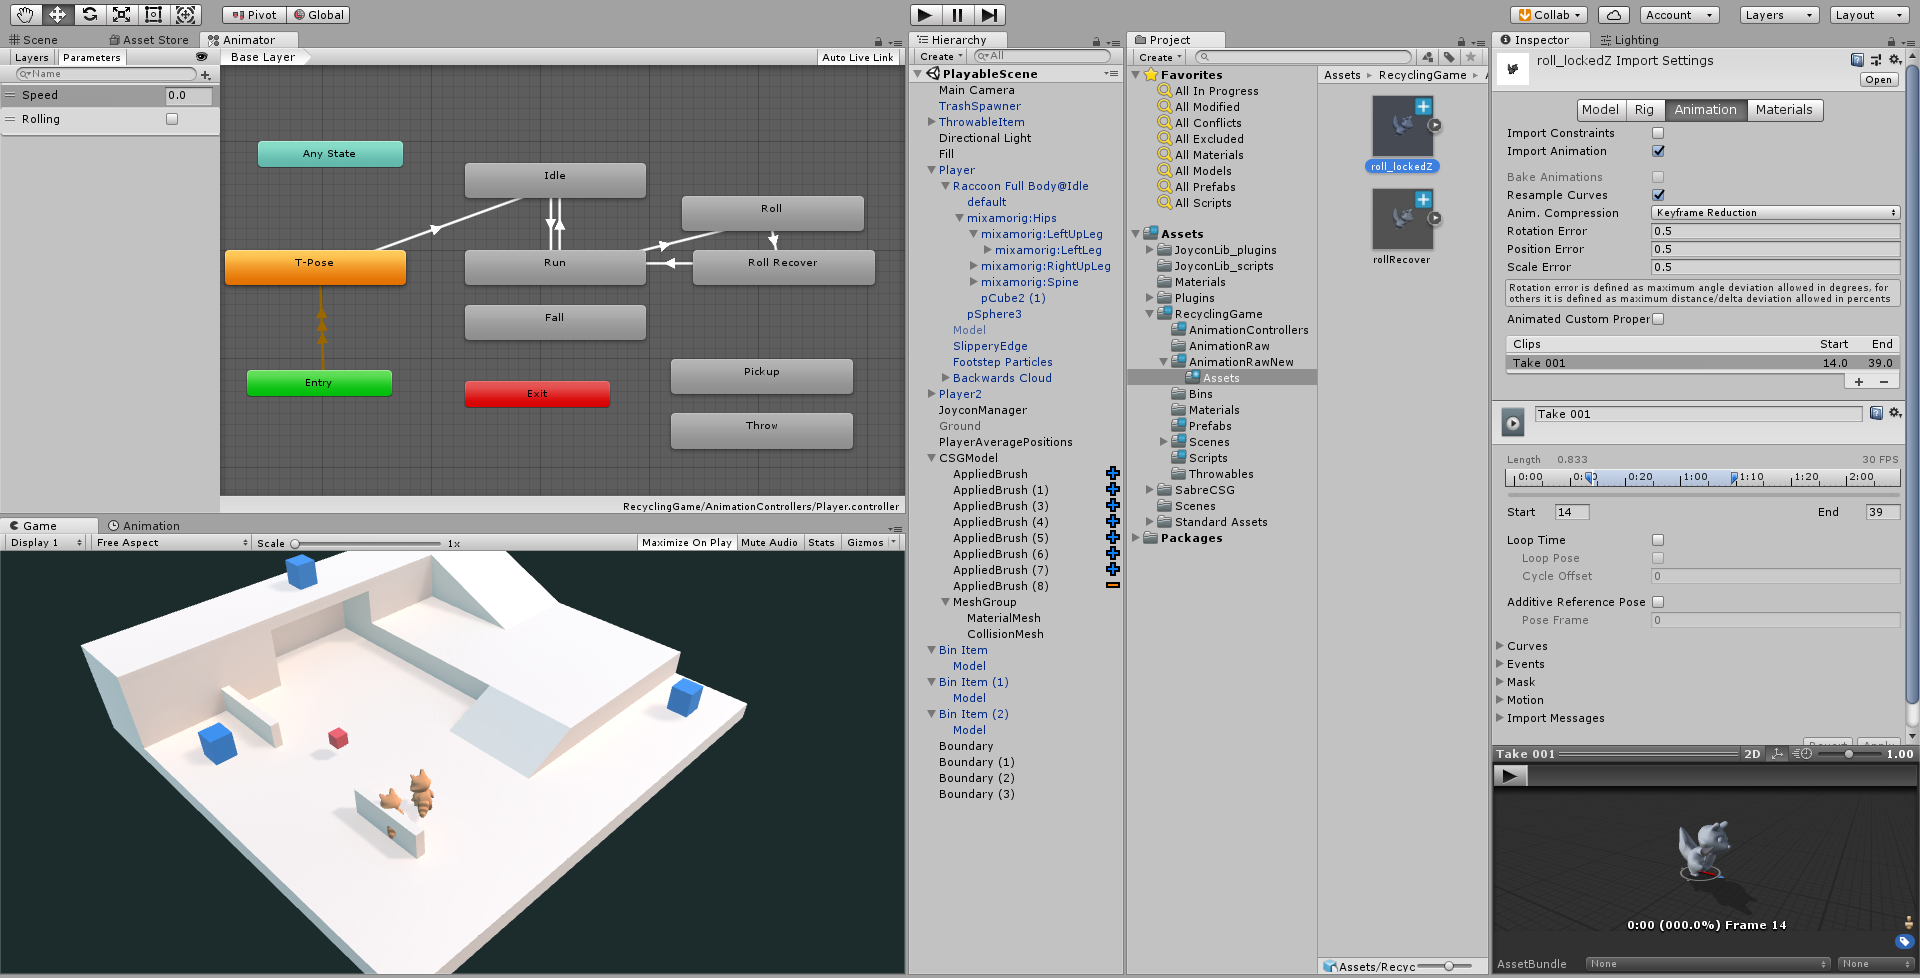 Pivot Global
Collab Account Layers Layout
Scene Asset Store Animator
Layers Parameters
Name
Speed 0.0
Rolling
Base Layer Auto Live Link
Any State
Idle
Roll
T-Pose
Run
Roll Recover
Fall
Entry
Exit
Pickup
Throw
RecyclingGame/AnimationControllers/Player.controller
Game Animation
Display 1 Free Aspect Scale 1x Maximize On Play Mute Audio Stats Gizmos
Hierarchy
Create All
PlayableScene
Main Camera
TrashSpawner
ThrowableItem
Directional Light
Fill
Player
Raccoon Full Body@Idle
default
mixamorig:Hips
mixamorig:LeftUpLeg
mixamorig:LeftLeg
mixamorig:RightUpLeg
mixamorig:Spine
pCube2 (1)
pSphere3
Model
SlipperyEdge
Footstep Particles
Backwards Cloud
Player2
JoyconManager
Ground
PlayerAveragePositions
CSGModel
AppliedBrush
AppliedBrush (1)
AppliedBrush (3)
AppliedBrush (4)
AppliedBrush (5)
AppliedBrush (6)
AppliedBrush (7)
AppliedBrush (8)
MeshGroup
MaterialMesh
CollisionMesh
Bin Item
Model
Bin Item (1)
Model
Bin Item (2)
Model
Boundary
Boundary (1)
Boundary (2)
Boundary (3)
Project
Create
Favorites
All In Progress
All Modified
All Conflicts
All Excluded
All Materials
All Models
All Prefabs
All Scripts
Assets
JoyconLib_plugins
JoyconLib_scripts
Materials
Plugins
RecyclingGame
AnimationControllers
AnimationRaw
AnimationRawNew
Assets
Bins
Materials
Prefabs
Scenes
Scripts
Throwables
SabreCSG
Scenes
Standard Assets
Packages
Assets RecyclingGame
roll_lockedZ
rollRecover
Assets/Recyc
Inspector Lighting
roll_lockedZ Import Settings
Open
Model Rig Animation Materials
Import Constraints
Import Animation
Bake Animations
Resample Curves
Anim. Compression Keyframe Reduction
Rotation Error 0.5
Position Error 0.5
Scale Error 0.5
Rotation error is defined as maximum angle deviation allowed in degrees, for
others it is defined as maximum distance/delta deviation allowed in percents
Animated Custom Proper
Clips Start End
Take 001 14.0 39.0
Take 001
Length 0.833 30 FPS
0:00 0:20 1:00 1:10 1:20 2:00
Start 14 End 39
Loop Time
Loop Pose
Cycle Offset 0
Additive Reference Pose
Pose Frame 0
Curves
Events
Mask
Motion
Import Messages
Take 001 2D 1.00
0:00 (000.0%) Frame 14
AssetBundle None None